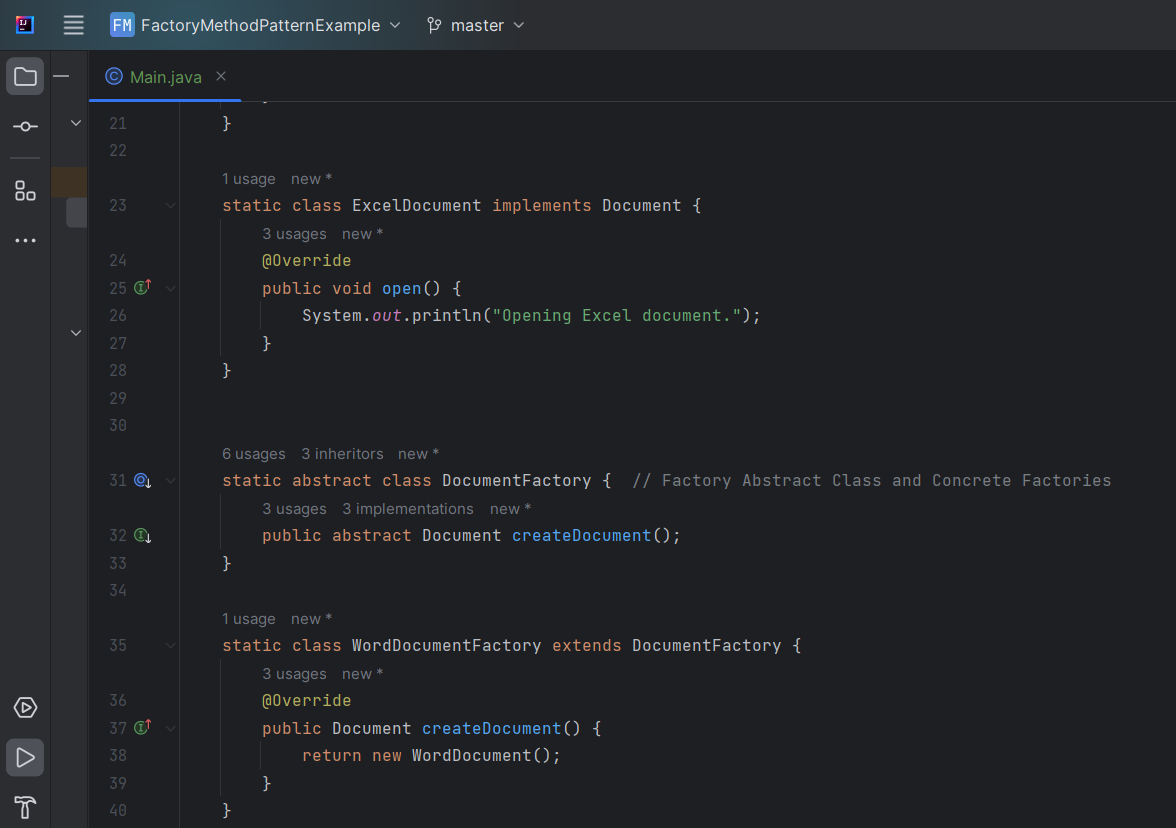 FM FactoryMethodPatternExample master
Main.java
21 }
22
1 usage new *
23 static class ExcelDocument implements Document {
3 usages new *
24 @Override
25 public void open() {
26 System.out.println("Opening Excel document.");
27 }
28 }
29
30
6 usages 3 inheritors new *
31 static abstract class DocumentFactory { // Factory Abstract Class and Concrete Factories
3 usages 3 implementations new *
32 public abstract Document createDocument();
33 }
34
1 usage new *
35 static class WordDocumentFactory extends DocumentFactory {
3 usages new *
36 @Override
37 public Document createDocument() {
38 return new WordDocument();
39 }
40 }